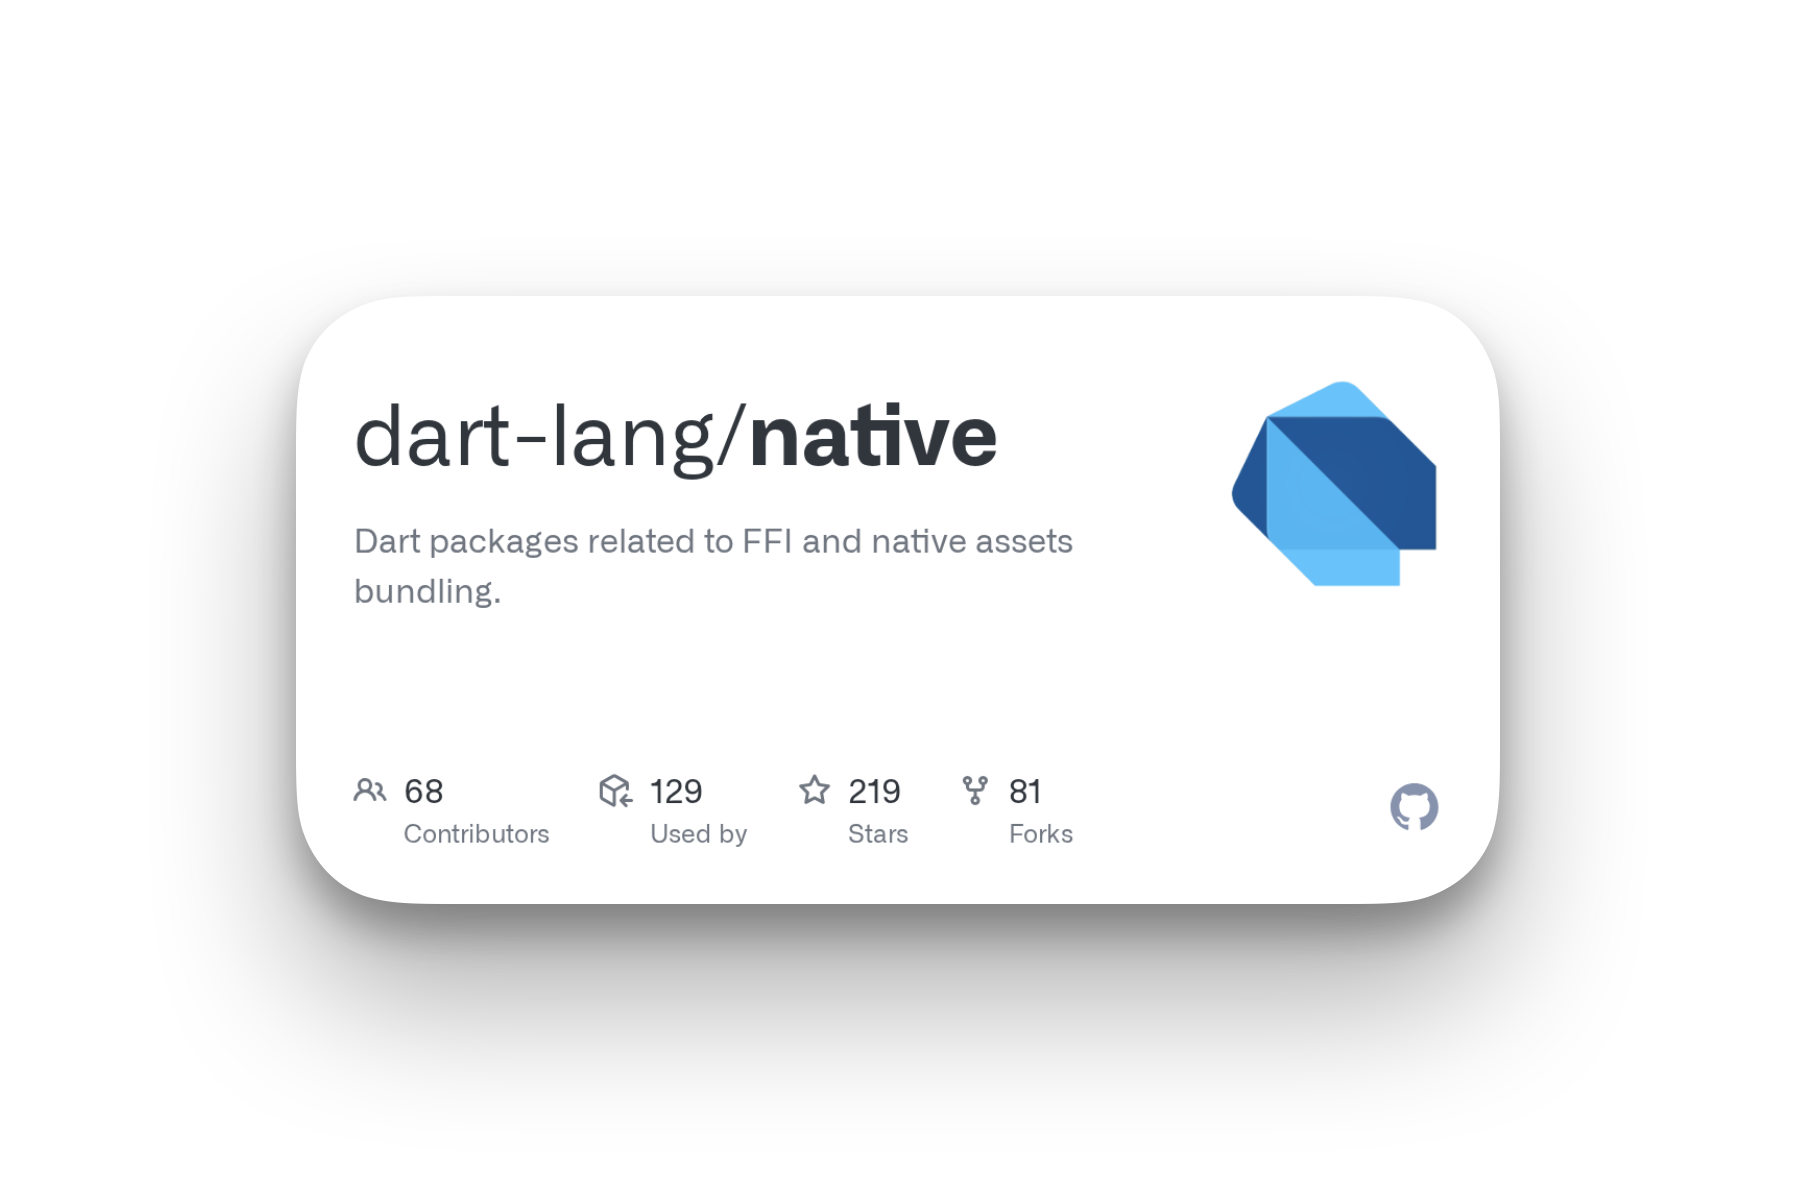 dart-lang/native
Dart packages related to FFI and native assets
bundling.
68 129 219 81
Contributors Used by Stars Forks